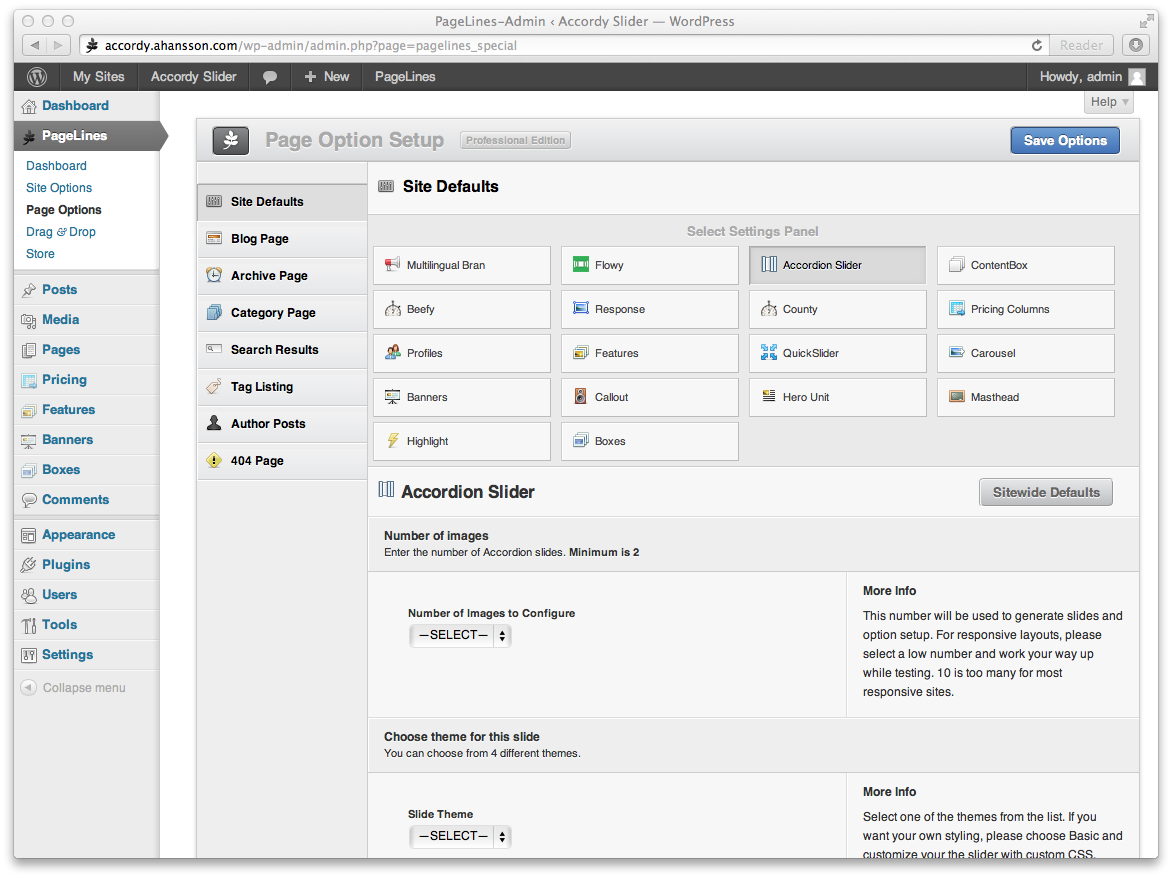 PageLines-Admin ‹ Accordy Slider — WordPress
accordy.ahansson.com/wp-admin/admin.php?page=pagelines_special
Reader
My Sites
Accordy Slider
+ New
PageLines
Howdy, admin
Dashboard
PageLines
Dashboard
Site Options
Page Options
Drag & Drop
Store
Posts
Media
Pages
Pricing
Features
Banners
Boxes
Comments
Appearance
Plugins
Users
Tools
Settings
Collapse menu
Help
Page Option Setup
Professional Edition
Save Options
Site Defaults
Blog Page
Archive Page
Category Page
Search Results
Tag Listing
Author Posts
404 Page
Site Defaults
Select Settings Panel
Multilingual Bran
Flowy
Accordion Slider
ContentBox
Beefy
Response
County
Pricing Columns
Profiles
Features
QuickSlider
Carousel
Banners
Callout
Hero Unit
Masthead
Highlight
Boxes
Accordion Slider
Sitewide Defaults
Number of images
Enter the number of Accordion slides. Minimum is 2
Number of Images to Configure
—SELECT—
More Info
This number will be used to generate slides and
option setup. For responsive layouts, please
select a low number and work your way up
while testing. 10 is too many for most
responsive sites.
Choose theme for this slide
You can choose from 4 different themes.
Slide Theme
—SELECT—
More Info
Select one of the themes from the list. If you
want your own styling, please choose Basic and
customize your the slider with custom CSS.